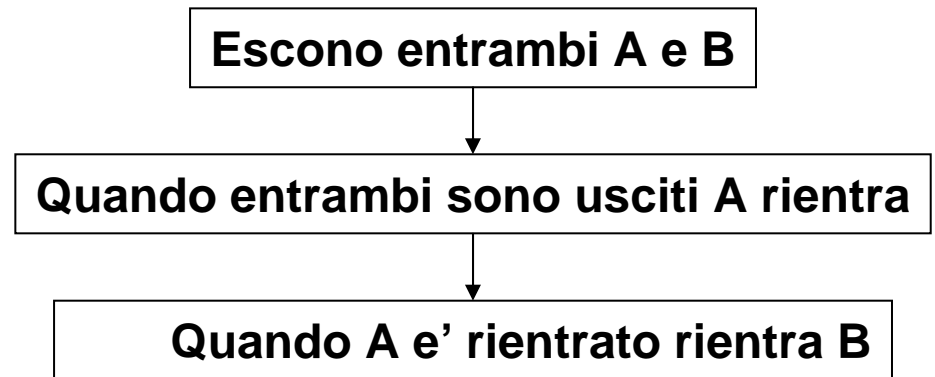 Escono entrambi A e B
Quando entrambi sono usciti A rientra
Quando A e’ rientrato rientra B